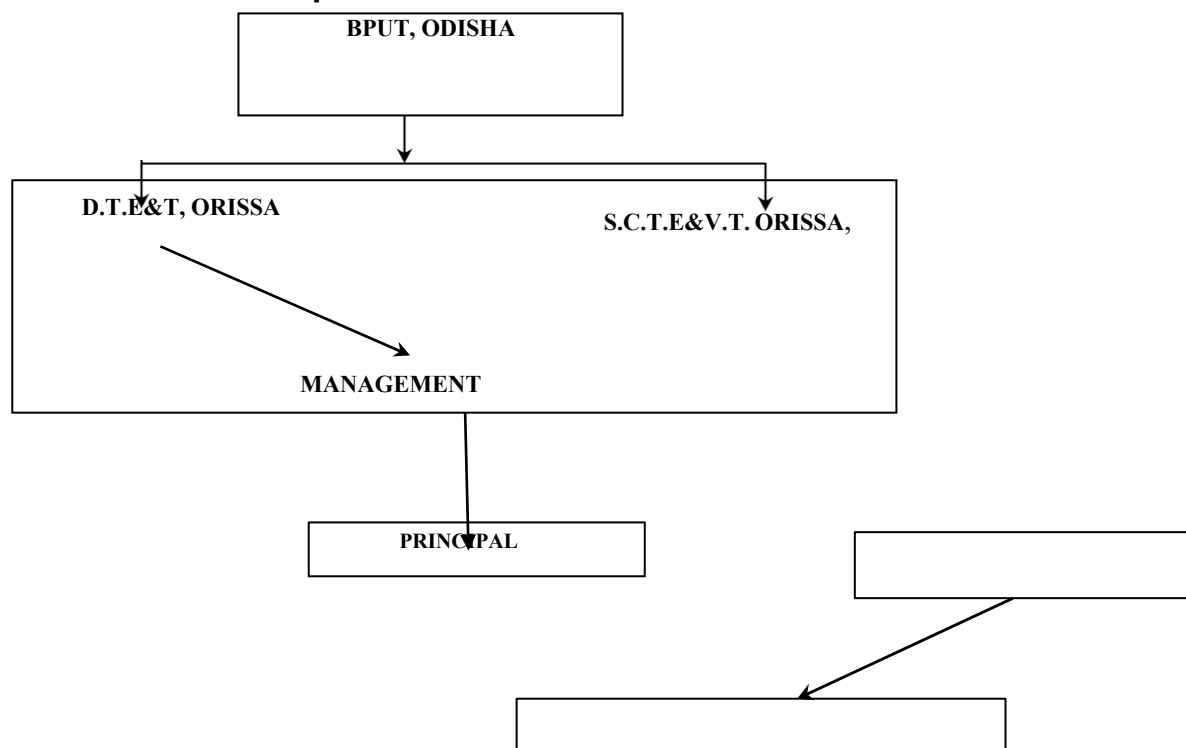 BPUT, ODISHA
D.T.E&T, ORISSA
S.C.T.E&V.T. ORISSA,
MANAGEMENT
PRINCIPAL